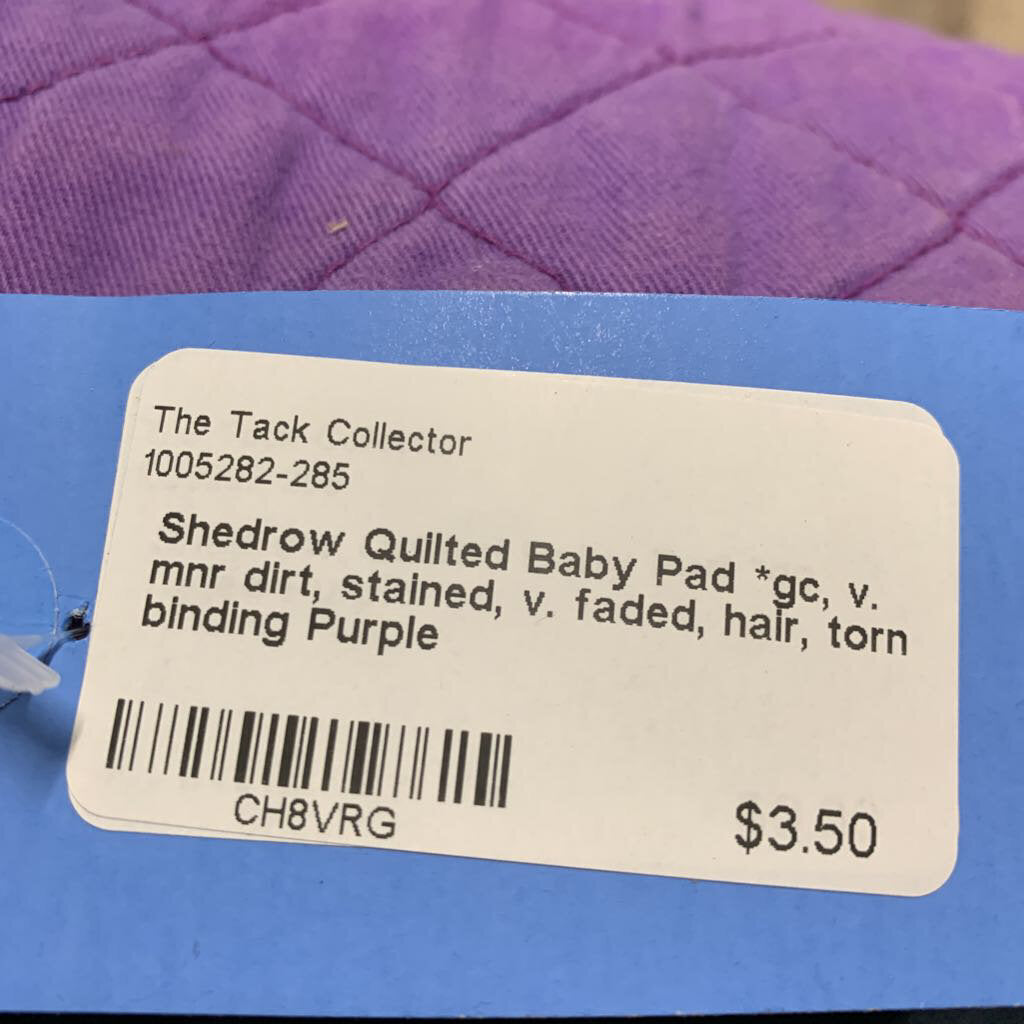 The Tack Collector
1005282-285
Shedrow Quilted Baby Pad *gc, v.
mnr dirt, stained, v. faded, hair, torn
binding Purple
CH8VRG
$3.50